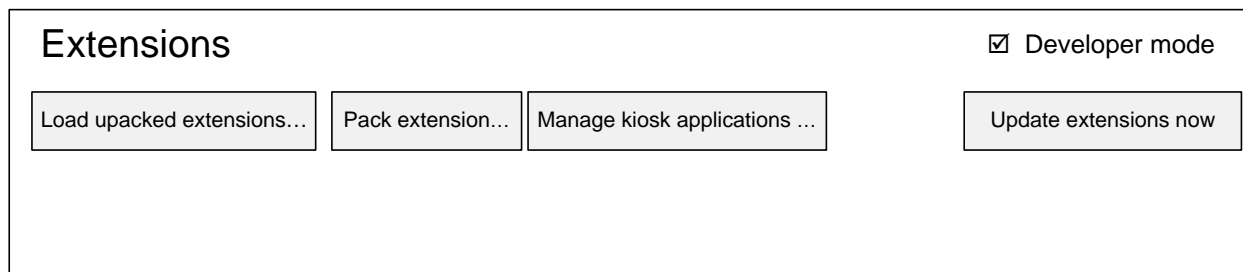 Extensions
Developer mode
Load upacked extensions…
Pack extension…
Manage kiosk applications …
Update extensions now